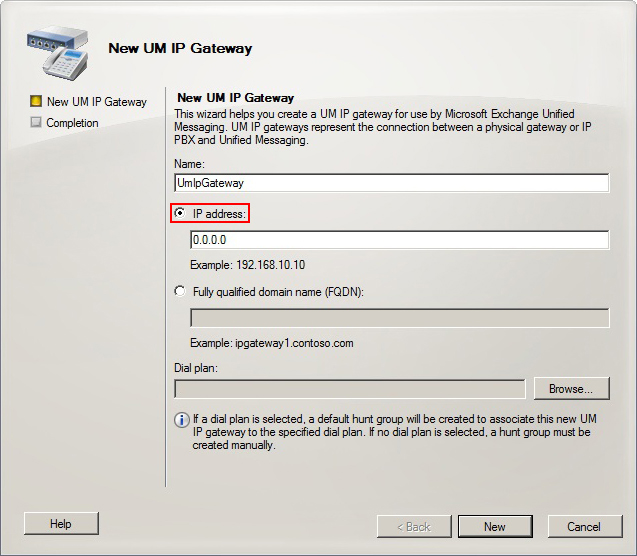 New UM IP Gateway
New UM IP Gateway
Completion
New UM IP Gateway
This wizard helps you create a UM IP gateway for use by Microsoft Exchange Unified
Messaging. UM IP gateways represent the connection between a physical gateway or IP
PBX and Unified Messaging.
Name:
UmIpGateway
IP address:
0.0.0.0
Example: 192.168.10.10
Fully qualified domain name (FQDN):
Example: ipgateway1.contoso.com
Dial plan:
Browse...
If a dial plan is selected, a default hunt group will be created to associate this new UM
IP gateway to the specified dial plan. If no dial plan is selected, a hunt group must be
created manually.
Help
< Back
New
Cancel